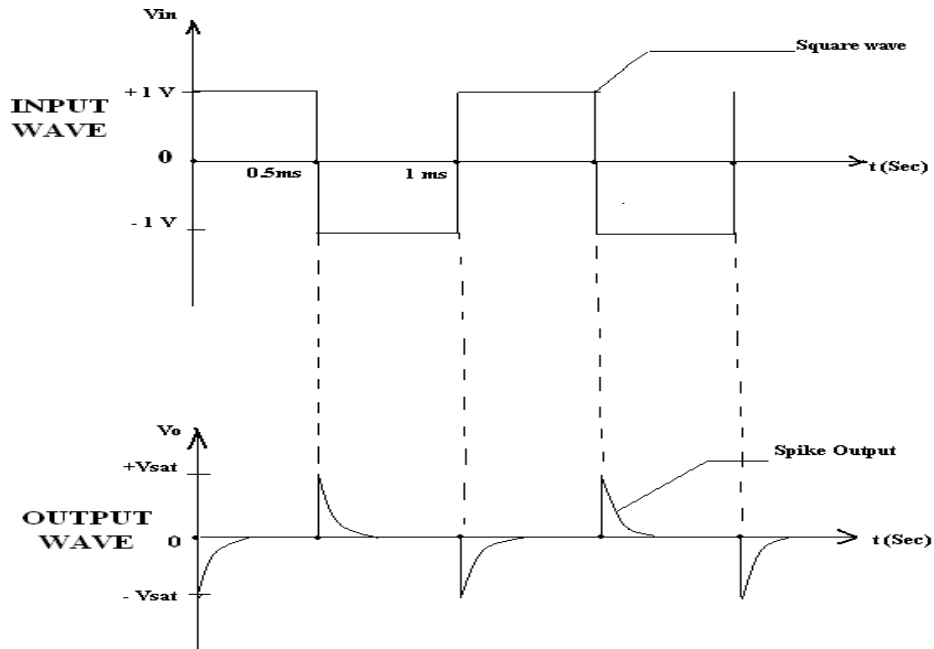 Vin
Square wave
+1 V
INPUT
WAVE
0
0.5ms
1 ms
t (Sec)
- 1 V
Vo
+Vsat
Spike Output
OUTPUT
WAVE
0
t (Sec)
- Vsat